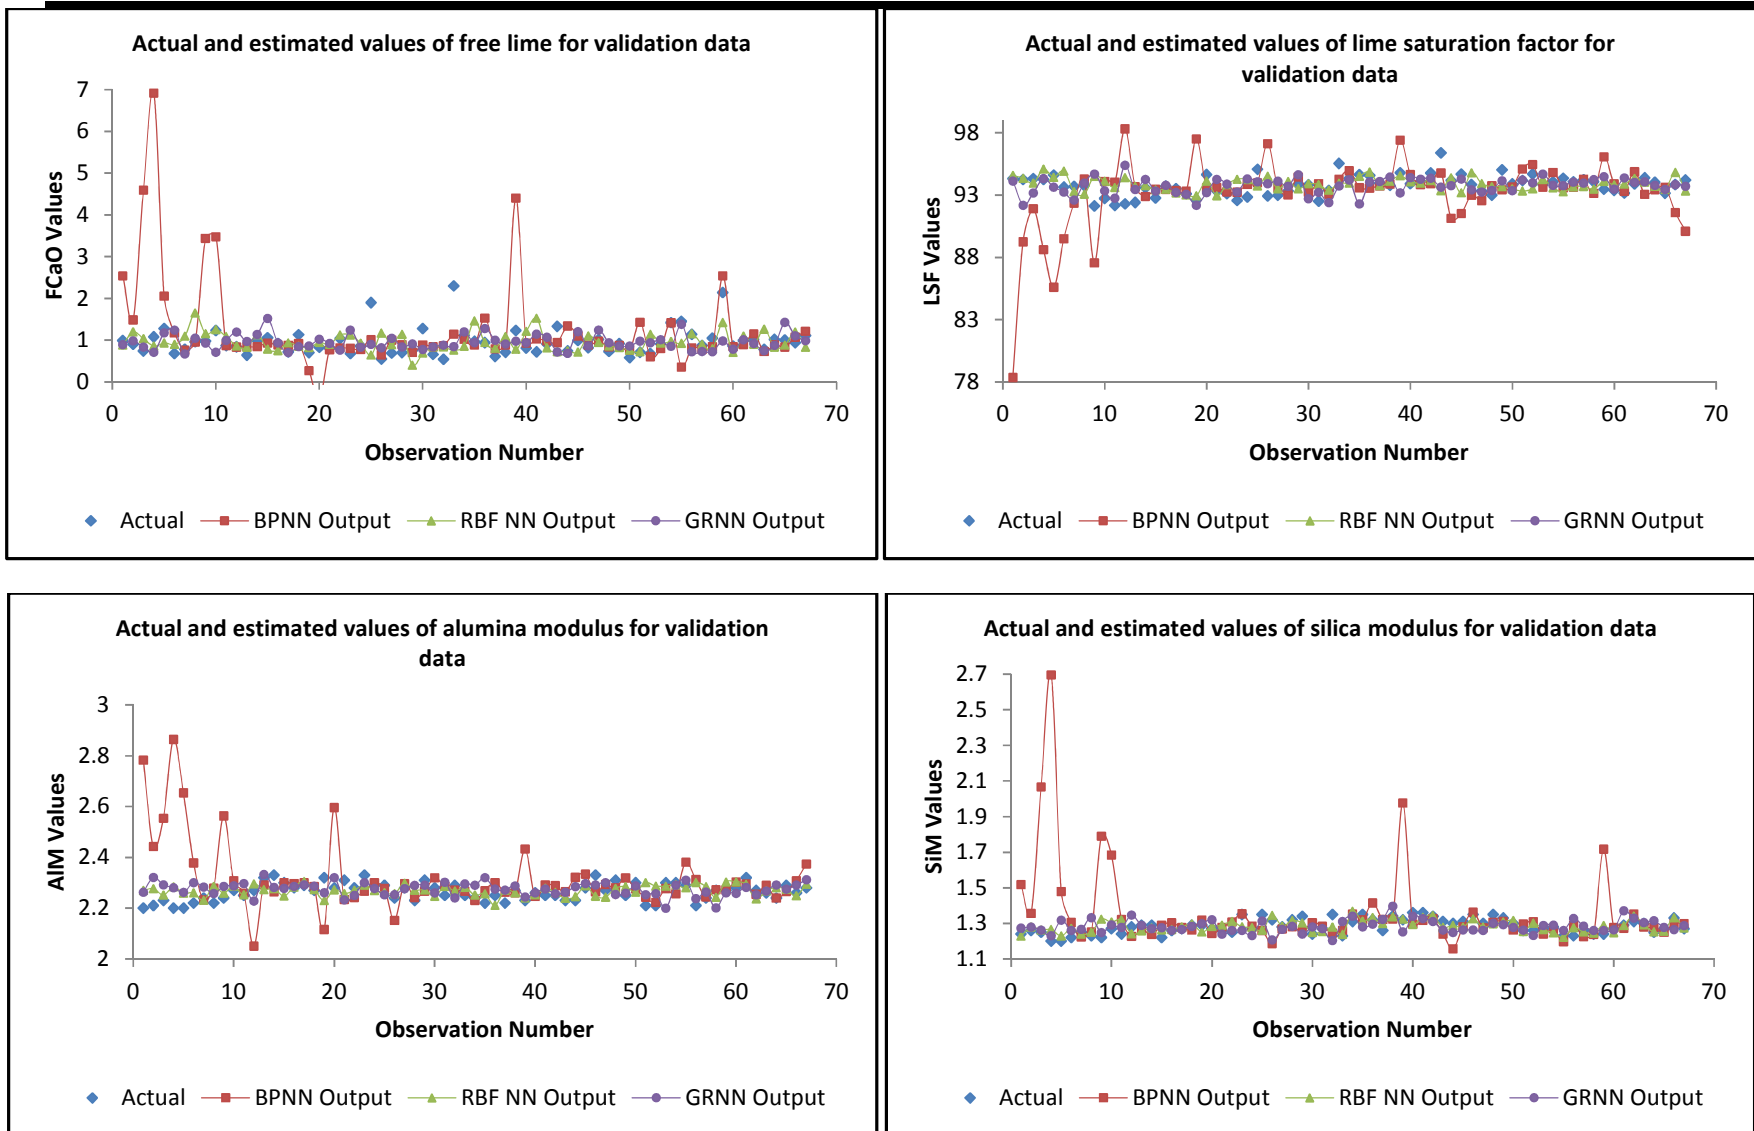 Actual and estimated values of free lime for validation data
7
6
5
4
3
2
1
0
FCaO Values
0 10 20 30 40 50 60 70
Observation Number
Actual BPNN Output RBF NN Output GRNN Output
Actual and estimated values of lime saturation factor for
validation data
98
93
88
83
78
LSF Values
0 10 20 30 40 50 60 70
Observation Number
Actual BPNN Output RBF NN Output GRNN Output
Actual and estimated values of alumina modulus for validation
data
3
2.8
2.6
2.4
2.2
2
AlM Values
0 10 20 30 40 50 60 70
Observation Number
Actual BPNN Output RBF NN Output GRNN Output
Actual and estimated values of silica modulus for validation data
2.7
2.5
2.3
2.1
1.9
1.7
1.5
1.3
1.1
SiM Values
0 10 20 30 40 50 60 70
Observation Number
Actual BPNN Output RBF NN Output GRNN Output